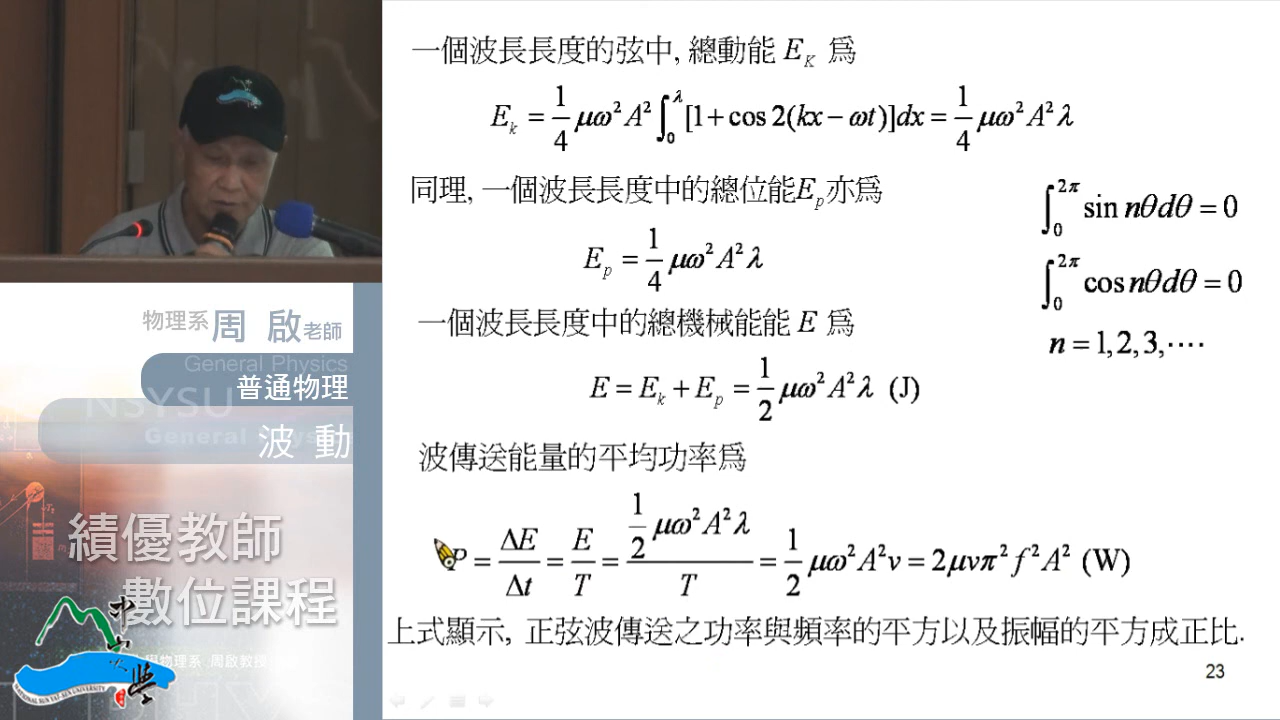 一個波長長度的弦中, 總動能 E_K 為
E_k = 1/4 μω²A² ∫₀^λ [1 + cos 2(kx − ωt)]dx = 1/4 μω²A²λ
同理, 一個波長長度中的總位能E_p亦為
E_p = 1/4 μω²A²λ
∫₀^2π sin nθdθ = 0
∫₀^2π cos nθdθ = 0
n = 1, 2, 3, ····
一個波長長度中的總機械能能 E 為
E = E_k + E_p = 1/2 μω²A²λ (J)
波傳送能量的平均功率為
P = ΔE/Δt = E/T = (1/2 μω²A²λ)/T = 1/2 μω²A²v = 2μvπ²f²A² (W)
上式顯示, 正弦波傳送之功率與頻率的平方以及振幅的平方成正比.
23
物理系 周 啟 老師
General Physics
普通物理
NSYSU
General Physics
波 動
績優教師
數位課程
物理系 周啟教授
NATIONAL SUN YAT-SEN UNIVERSITY